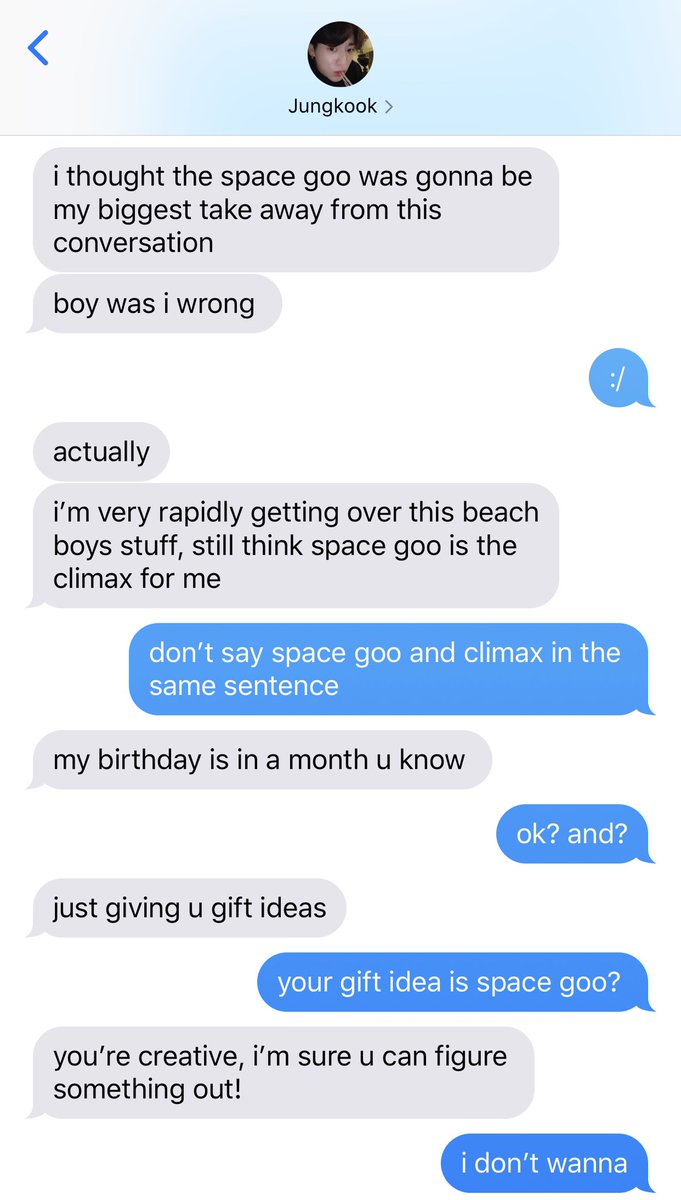 Jungkook
i thought the space goo was gonna be
my biggest take away from this
conversation
boy was i wrong
:/
actually
i’m very rapidly getting over this beach
boys stuff, still think space goo is the
climax for me
don’t say space goo and climax in the
same sentence
my birthday is in a month u know
ok? and?
just giving u gift ideas
your gift idea is space goo?
you’re creative, i’m sure u can figure
something out!
i don’t wanna